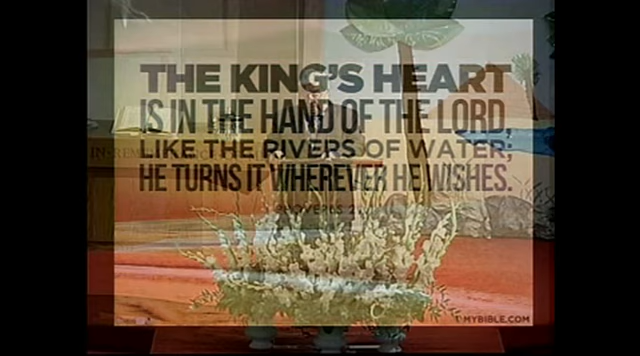 THE KING'S HEART
IS IN THE HAND OF THE LORD,
LIKE THE RIVERS OF WATER;
HE TURNS IT WHEREVER HE WISHES.
PROVERBS
MYBIBLE.COM